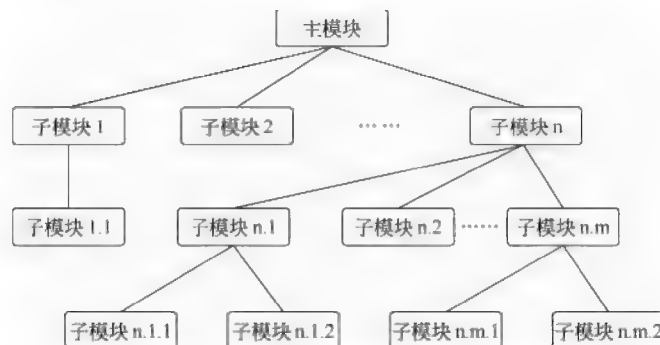 主模块
子模块 1
子模块 2
……
子模块 n
子模块 1.1
子模块 n.1
子模块 n.2
……
子模块 n.m
子模块 n.1.1
子模块 n.1.2
子模块 n.m.1
子模块 n.m.2